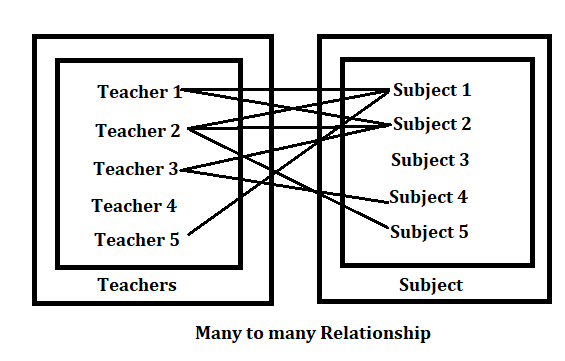 Teacher 1
Teacher 2
Teacher 3
Teacher 4
Teacher 5
Teachers
Subject 1
Subject 2
Subject 3
Subject 4
Subject 5
Subject
Many to many Relationship